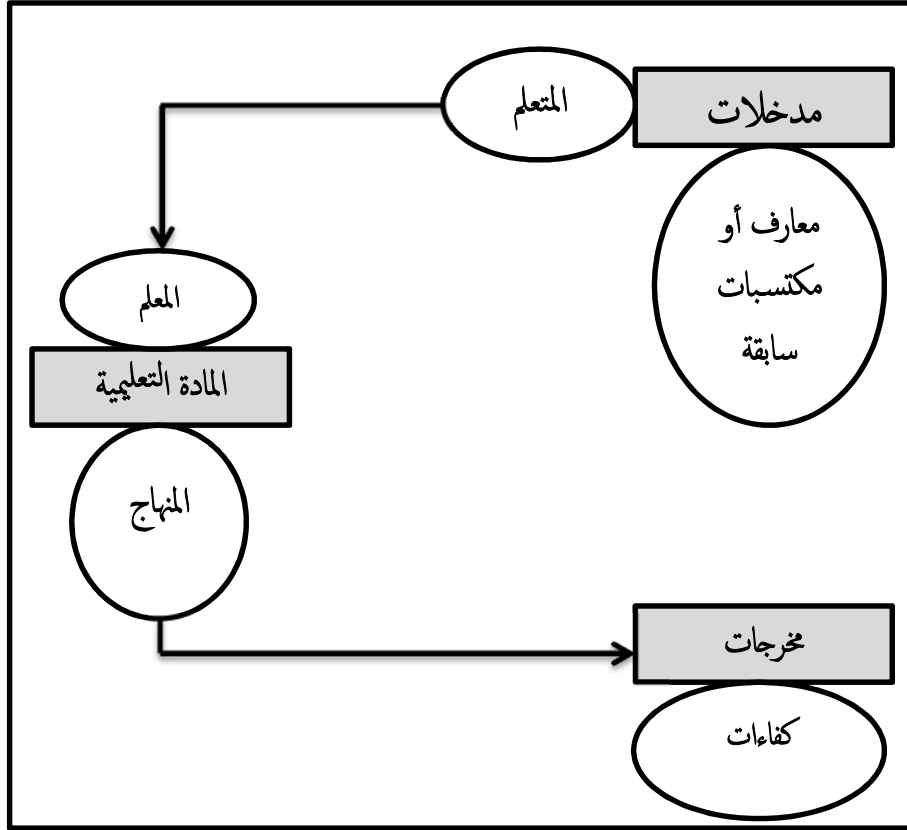 مدخلات
المتعلم
معارف أو
مكتسبات
سابقة
المعلم
المادة التعليمية
المنهاج
مخرجات
كفاءات